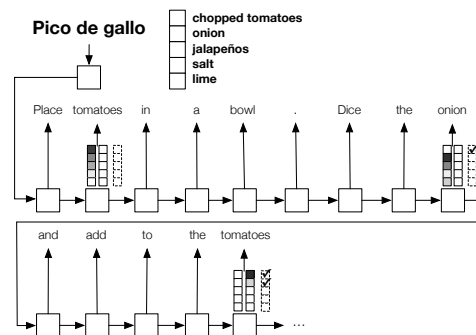 Pico de gallo
chopped tomatoes
onion
jalapeños
salt
lime
Place tomatoes in a bowl . Dice the onion
and add to the tomatoes
...